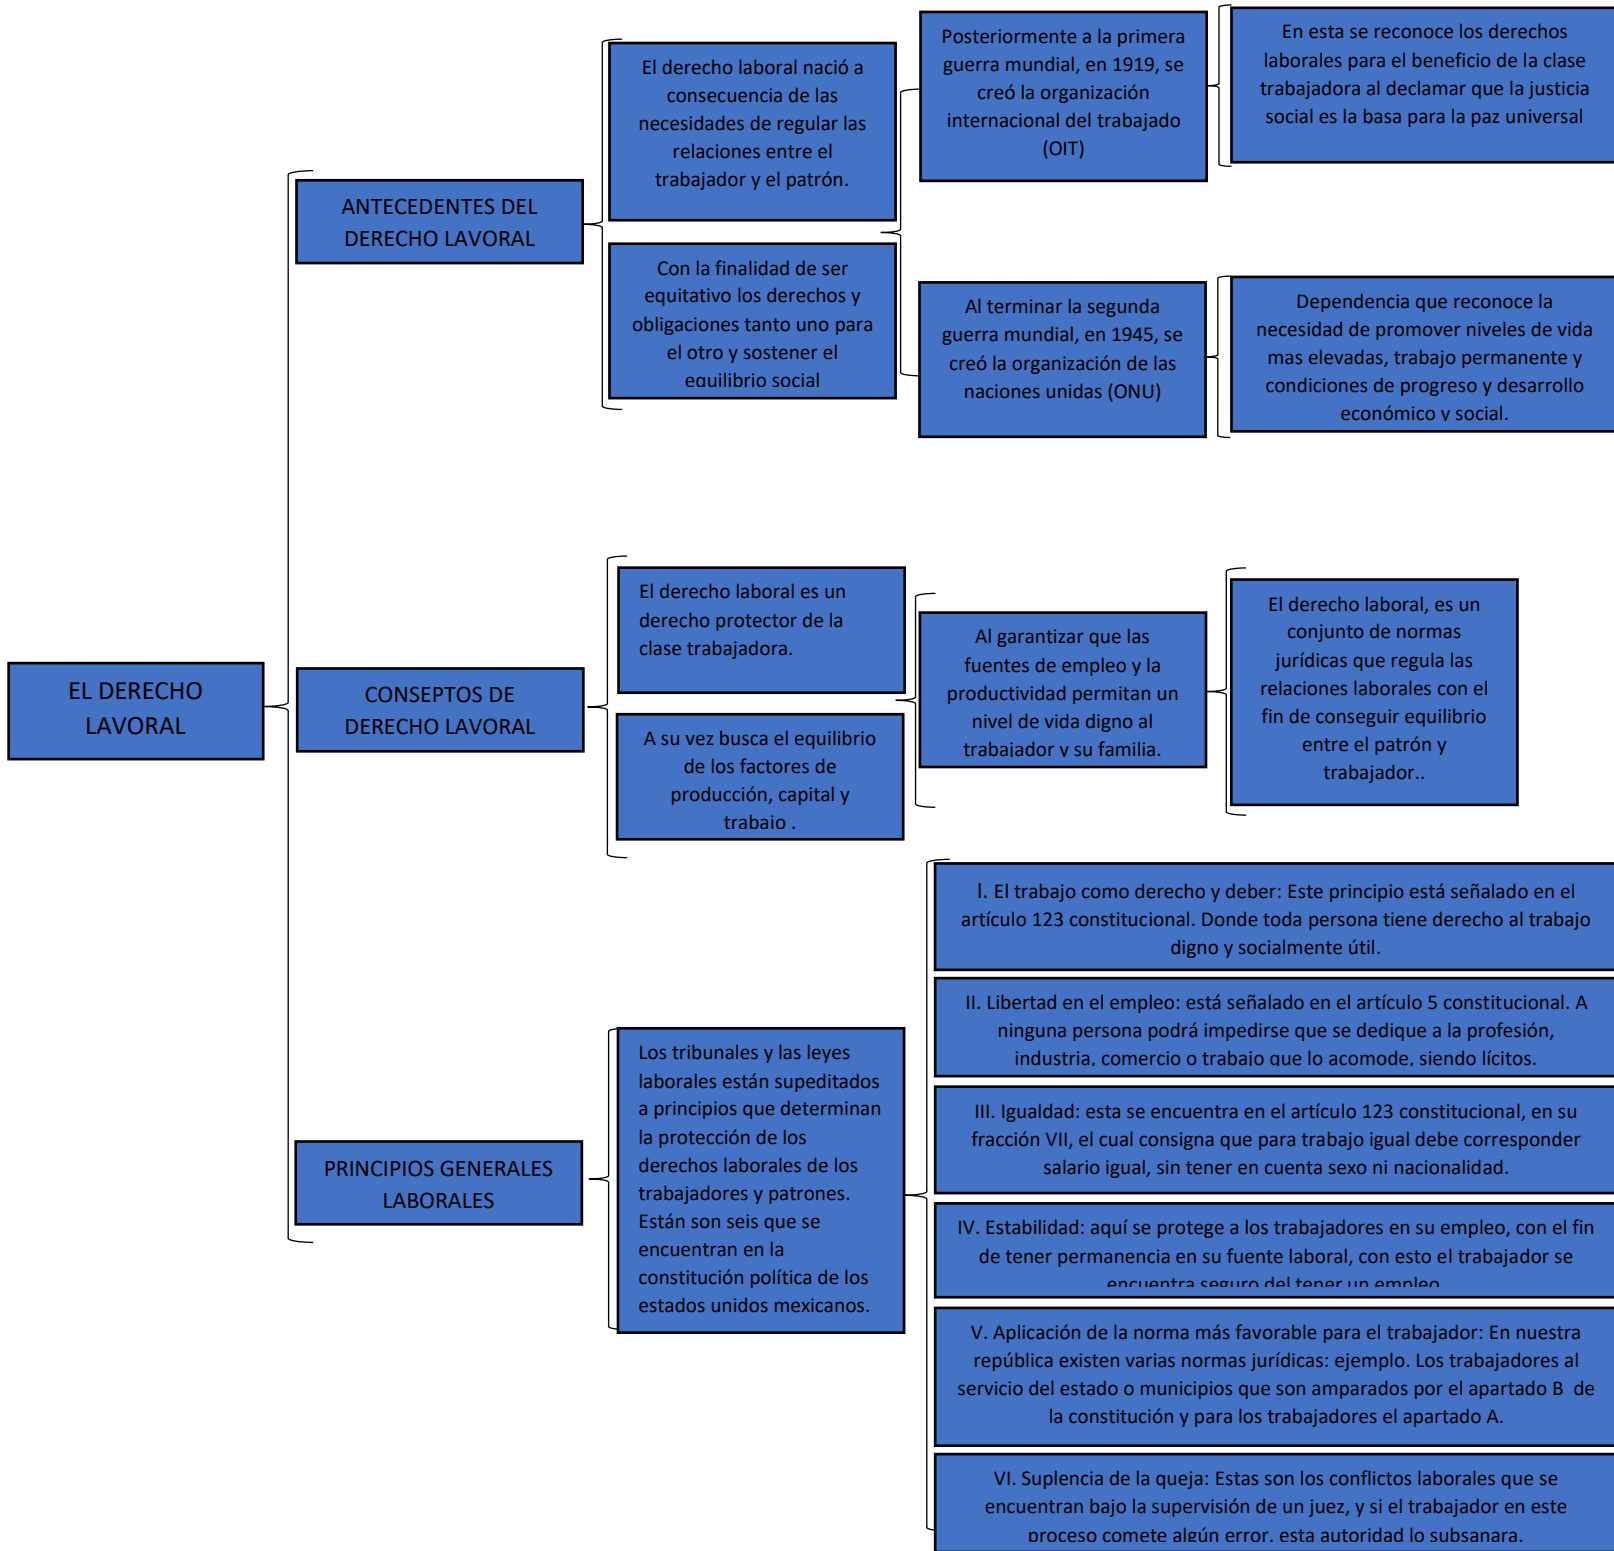 EL DERECHO
LAVORAL
ANTECEDENTES DEL
DERECHO LAVORAL
El derecho laboral nació a
consecuencia de las
necesidades de regular las
relaciones entre el
trabajador y el patrón.
Con la finalidad de ser
equitativo los derechos y
obligaciones tanto uno para
el otro y sostener el
equilibrio social
Posteriormente a la primera
guerra mundial, en 1919, se
creó la organización
internacional del trabajado
(OIT)
En esta se reconoce los derechos
laborales para el beneficio de la clase
trabajadora al declamar que la justicia
social es la basa para la paz universal
Al terminar la segunda
guerra mundial, en 1945, se
creó la organización de las
naciones unidas (ONU)
Dependencia que reconoce la
necesidad de promover niveles de vida
mas elevadas, trabajo permanente y
condiciones de progreso y desarrollo
económico y social.
CONSEPTOS DE
DERECHO LAVORAL
El derecho laboral es un
derecho protector de la
clase trabajadora.
A su vez busca el equilibrio
de los factores de
producción, capital y
trabajo .
Al garantizar que las
fuentes de empleo y la
productividad permitan un
nivel de vida digno al
trabajador y su familia.
El derecho laboral, es un
conjunto de normas
jurídicas que regula las
relaciones laborales con el
fin de conseguir equilibrio
entre el patrón y
trabajador..
PRINCIPIOS GENERALES
LABORALES
Los tribunales y las leyes
laborales están supeditados
a principios que determinan
la protección de los
derechos laborales de los
trabajadores y patrones.
Están son seis que se
encuentran en la
constitución política de los
estados unidos mexicanos.
I. El trabajo como derecho y deber: Este principio está señalado en el
artículo 123 constitucional. Donde toda persona tiene derecho al trabajo
digno y socialmente útil.
II. Libertad en el empleo: está señalado en el artículo 5 constitucional. A
ninguna persona podrá impedirse que se dedique a la profesión,
industria, comercio o trabajo que lo acomode, siendo lícitos.
III. Igualdad: esta se encuentra en el artículo 123 constitucional, en su
fracción VII, el cual consigna que para trabajo igual debe corresponder
salario igual, sin tener en cuenta sexo ni nacionalidad.
IV. Estabilidad: aquí se protege a los trabajadores en su empleo, con el fin
de tener permanencia en su fuente laboral, con esto el trabajador se
encuentra seguro del tener un empleo
V. Aplicación de la norma más favorable para el trabajador: En nuestra
república existen varias normas jurídicas: ejemplo. Los trabajadores al
servicio del estado o municipios que son amparados por el apartado B de
la constitución y para los trabajadores el apartado A.
VI. Suplencia de la queja: Estas son los conflictos laborales que se
encuentran bajo la supervisión de un juez, y si el trabajador en este
proceso comete algún error, esta autoridad lo subsanara.